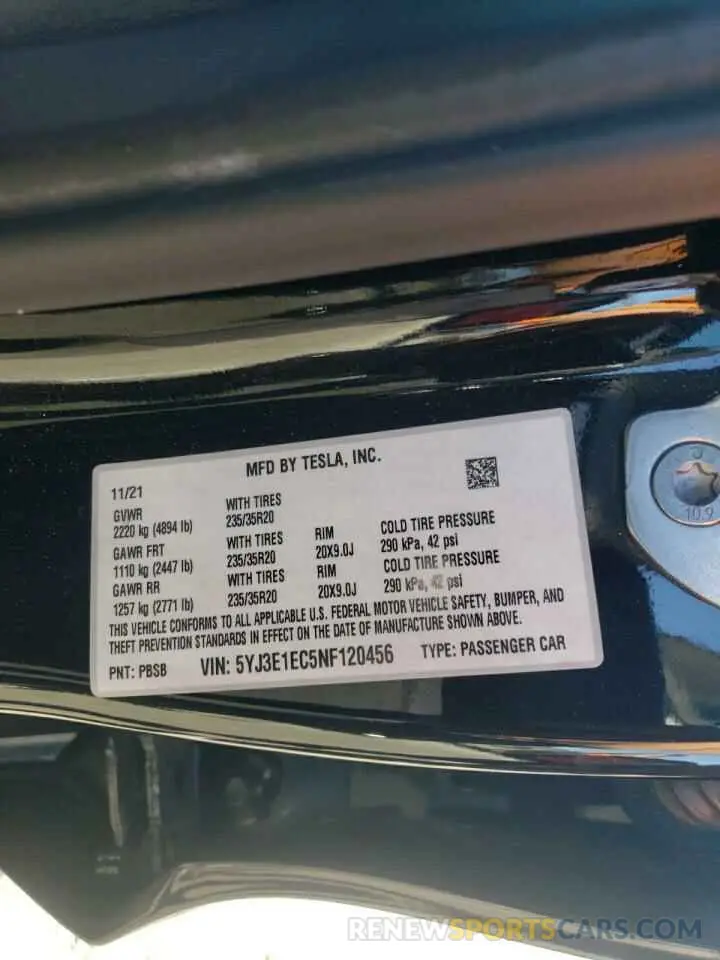 MFD BY TESLA, INC.
11/21
GVWR WITH TIRES
2220 kg (4894 lb) 235/35R20
GAWR FRT WITH TIRES RIM COLD TIRE PRESSURE
1110 kg (2447 lb) 235/35R20 20X9.0J 290 kPa, 42 psi
GAWR RR WITH TIRES RIM COLD TIRE PRESSURE
1257 kg (2771 lb) 235/35R20 20X9.0J 290 kPa, 42 psi
THIS VEHICLE CONFORMS TO ALL APPLICABLE U.S. FEDERAL MOTOR VEHICLE SAFETY, BUMPER, AND
THEFT PREVENTION STANDARDS IN EFFECT ON THE DATE OF MANUFACTURE SHOWN ABOVE.
PNT: PBSB VIN: 5YJ3E1EC5NF120456 TYPE: PASSENGER CAR
10.9
RENEWSPORTSCARS.COM